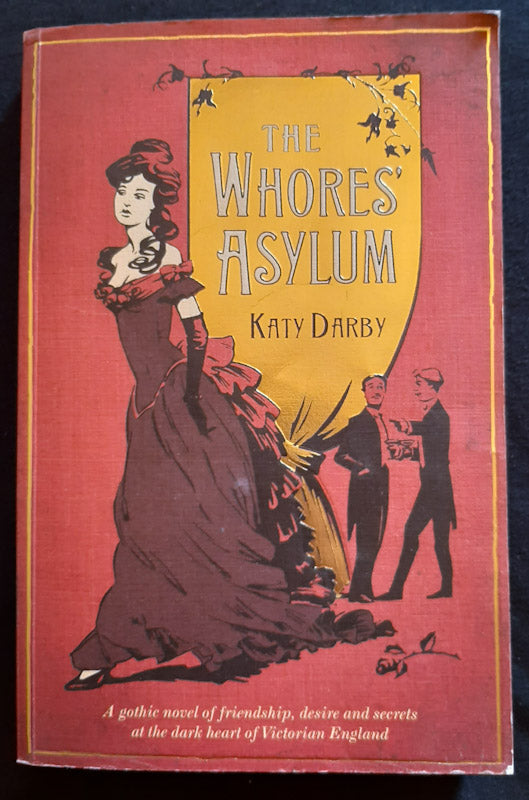 THE
WHORES'
ASYLUM
KATY DARBY
A gothic novel of friendship, desire and secrets
at the dark heart of Victorian England